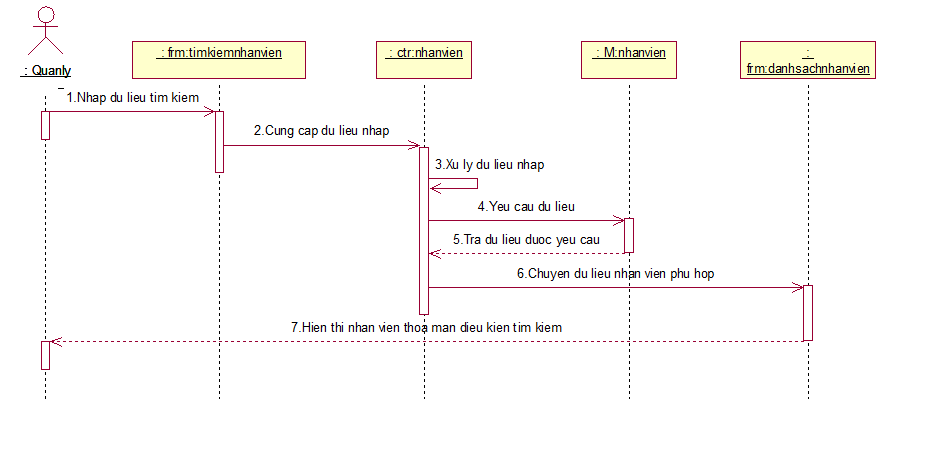 : Quanly
: frm:timkiemnhanvien
: ctr:nhanvien
: M:nhanvien
:
frm:danhsachnhanvien
1.Nhap du lieu tim kiem
2.Cung cap du lieu nhap
3.Xu ly du lieu nhap
4.Yeu cau du lieu
5.Tra du lieu duoc yeu cau
6.Chuyen du lieu nhan vien phu hop
7.Hien thi nhan vien thoa man dieu kien tim kiem